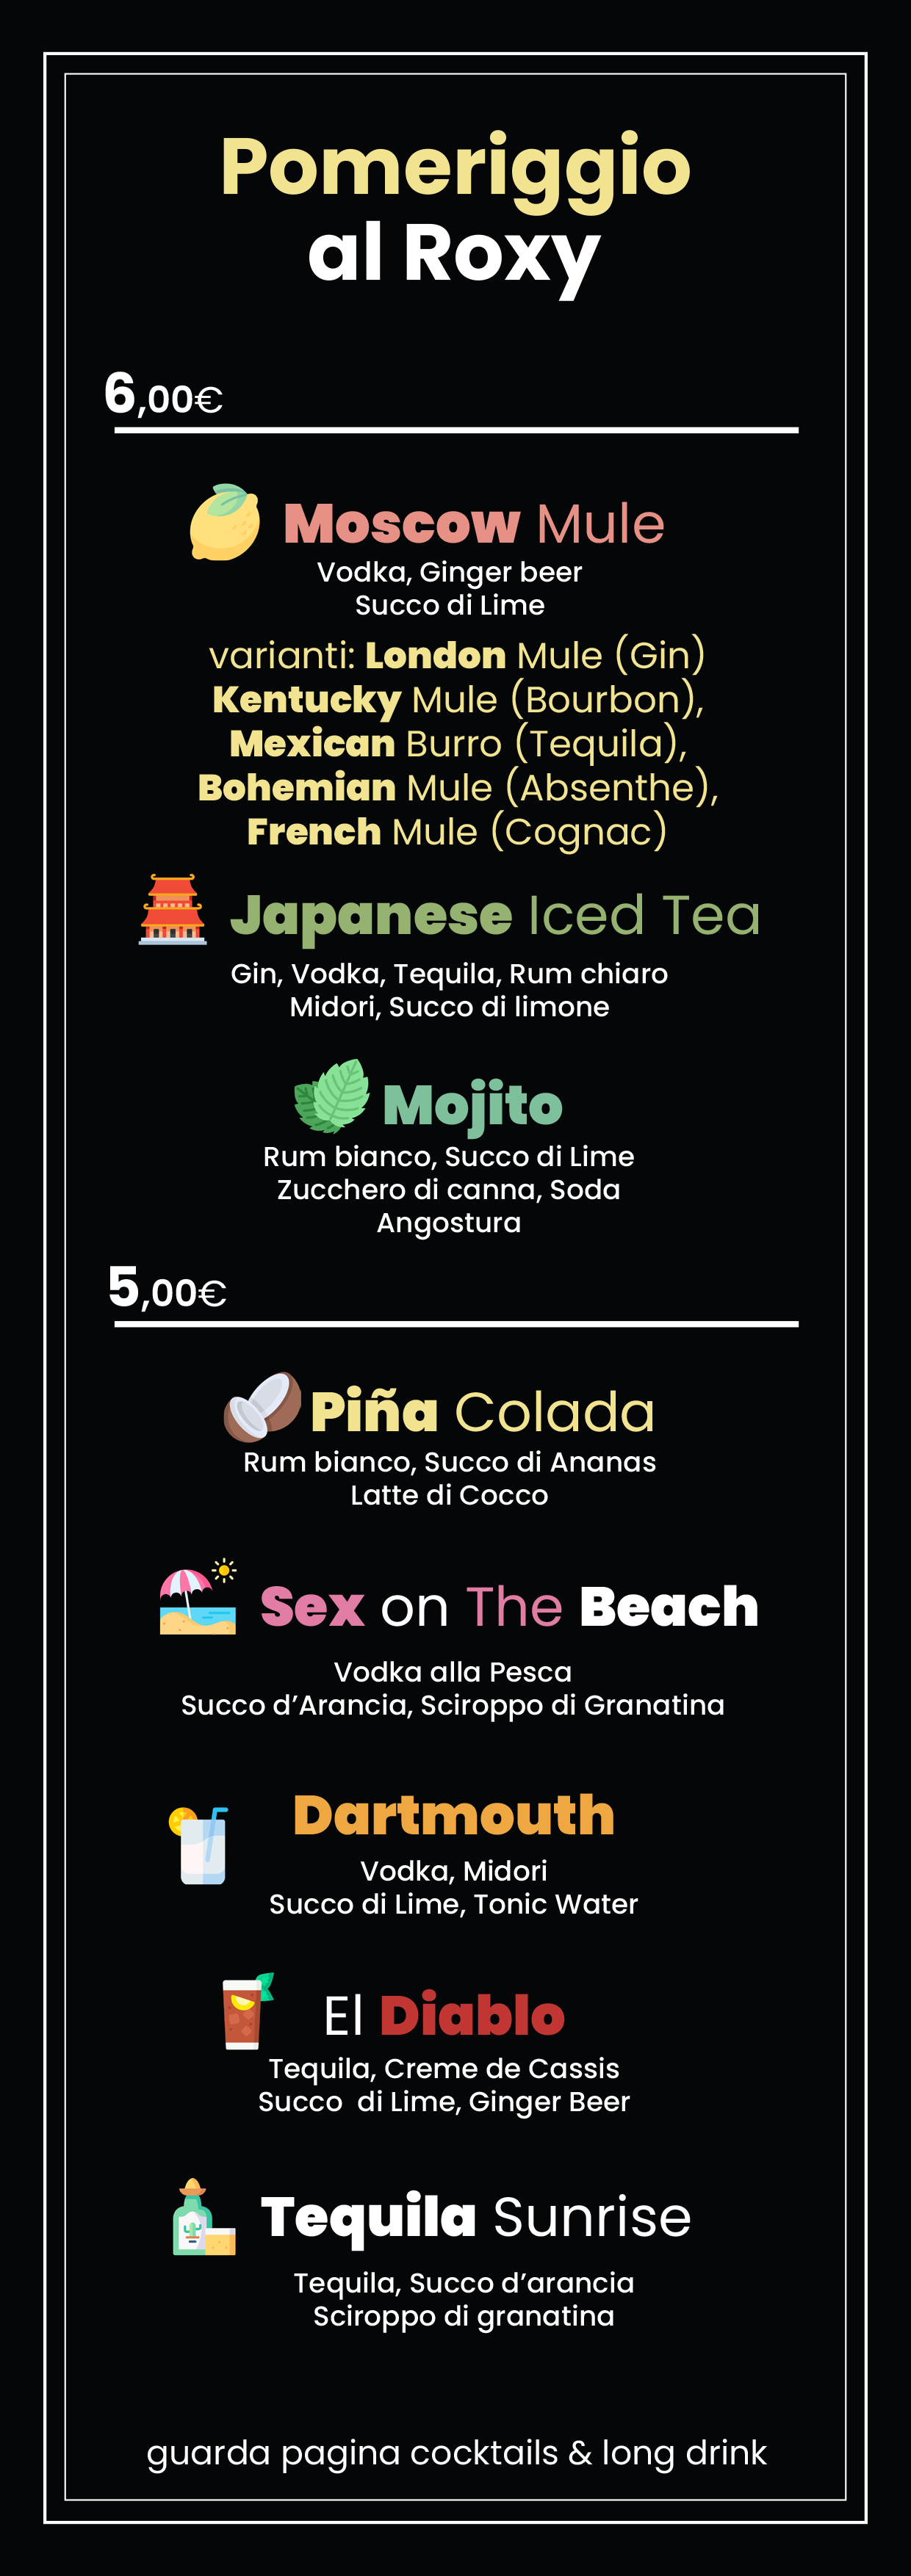 Pomeriggio
al Roxy
6,00€
Moscow Mule
Vodka, Ginger beer
Succo di Lime
varianti: London Mule (Gin)
Kentucky Mule (Bourbon),
Mexican Burro (Tequila),
Bohemian Mule (Absenthe),
French Mule (Cognac)
Japanese Iced Tea
Gin, Vodka, Tequila, Rum chiaro
Midori, Succo di limone
Mojito
Rum bianco, Succo di Lime
Zucchero di canna, Soda
Angostura
5,00€
Piña Colada
Rum bianco, Succo di Ananas
Latte di Cocco
Sex on The Beach
Vodka alla Pesca
Succo d’Arancia, Sciroppo di Granatina
Dartmouth
Vodka, Midori
Succo di Lime, Tonic Water
El Diablo
Tequila, Creme de Cassis
Succo  di Lime, Ginger Beer
Tequila Sunrise
Tequila, Succo d’arancia
Sciroppo di granatina
guarda pagina cocktails & long drink